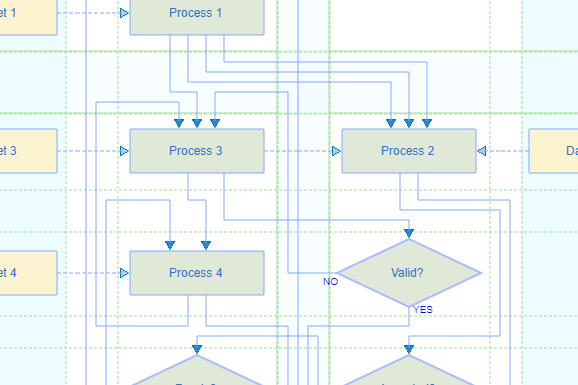 et 1
Process 1
et 3
Process 3
Process 2
Da
et 4
Process 4
Valid?
NO
YES